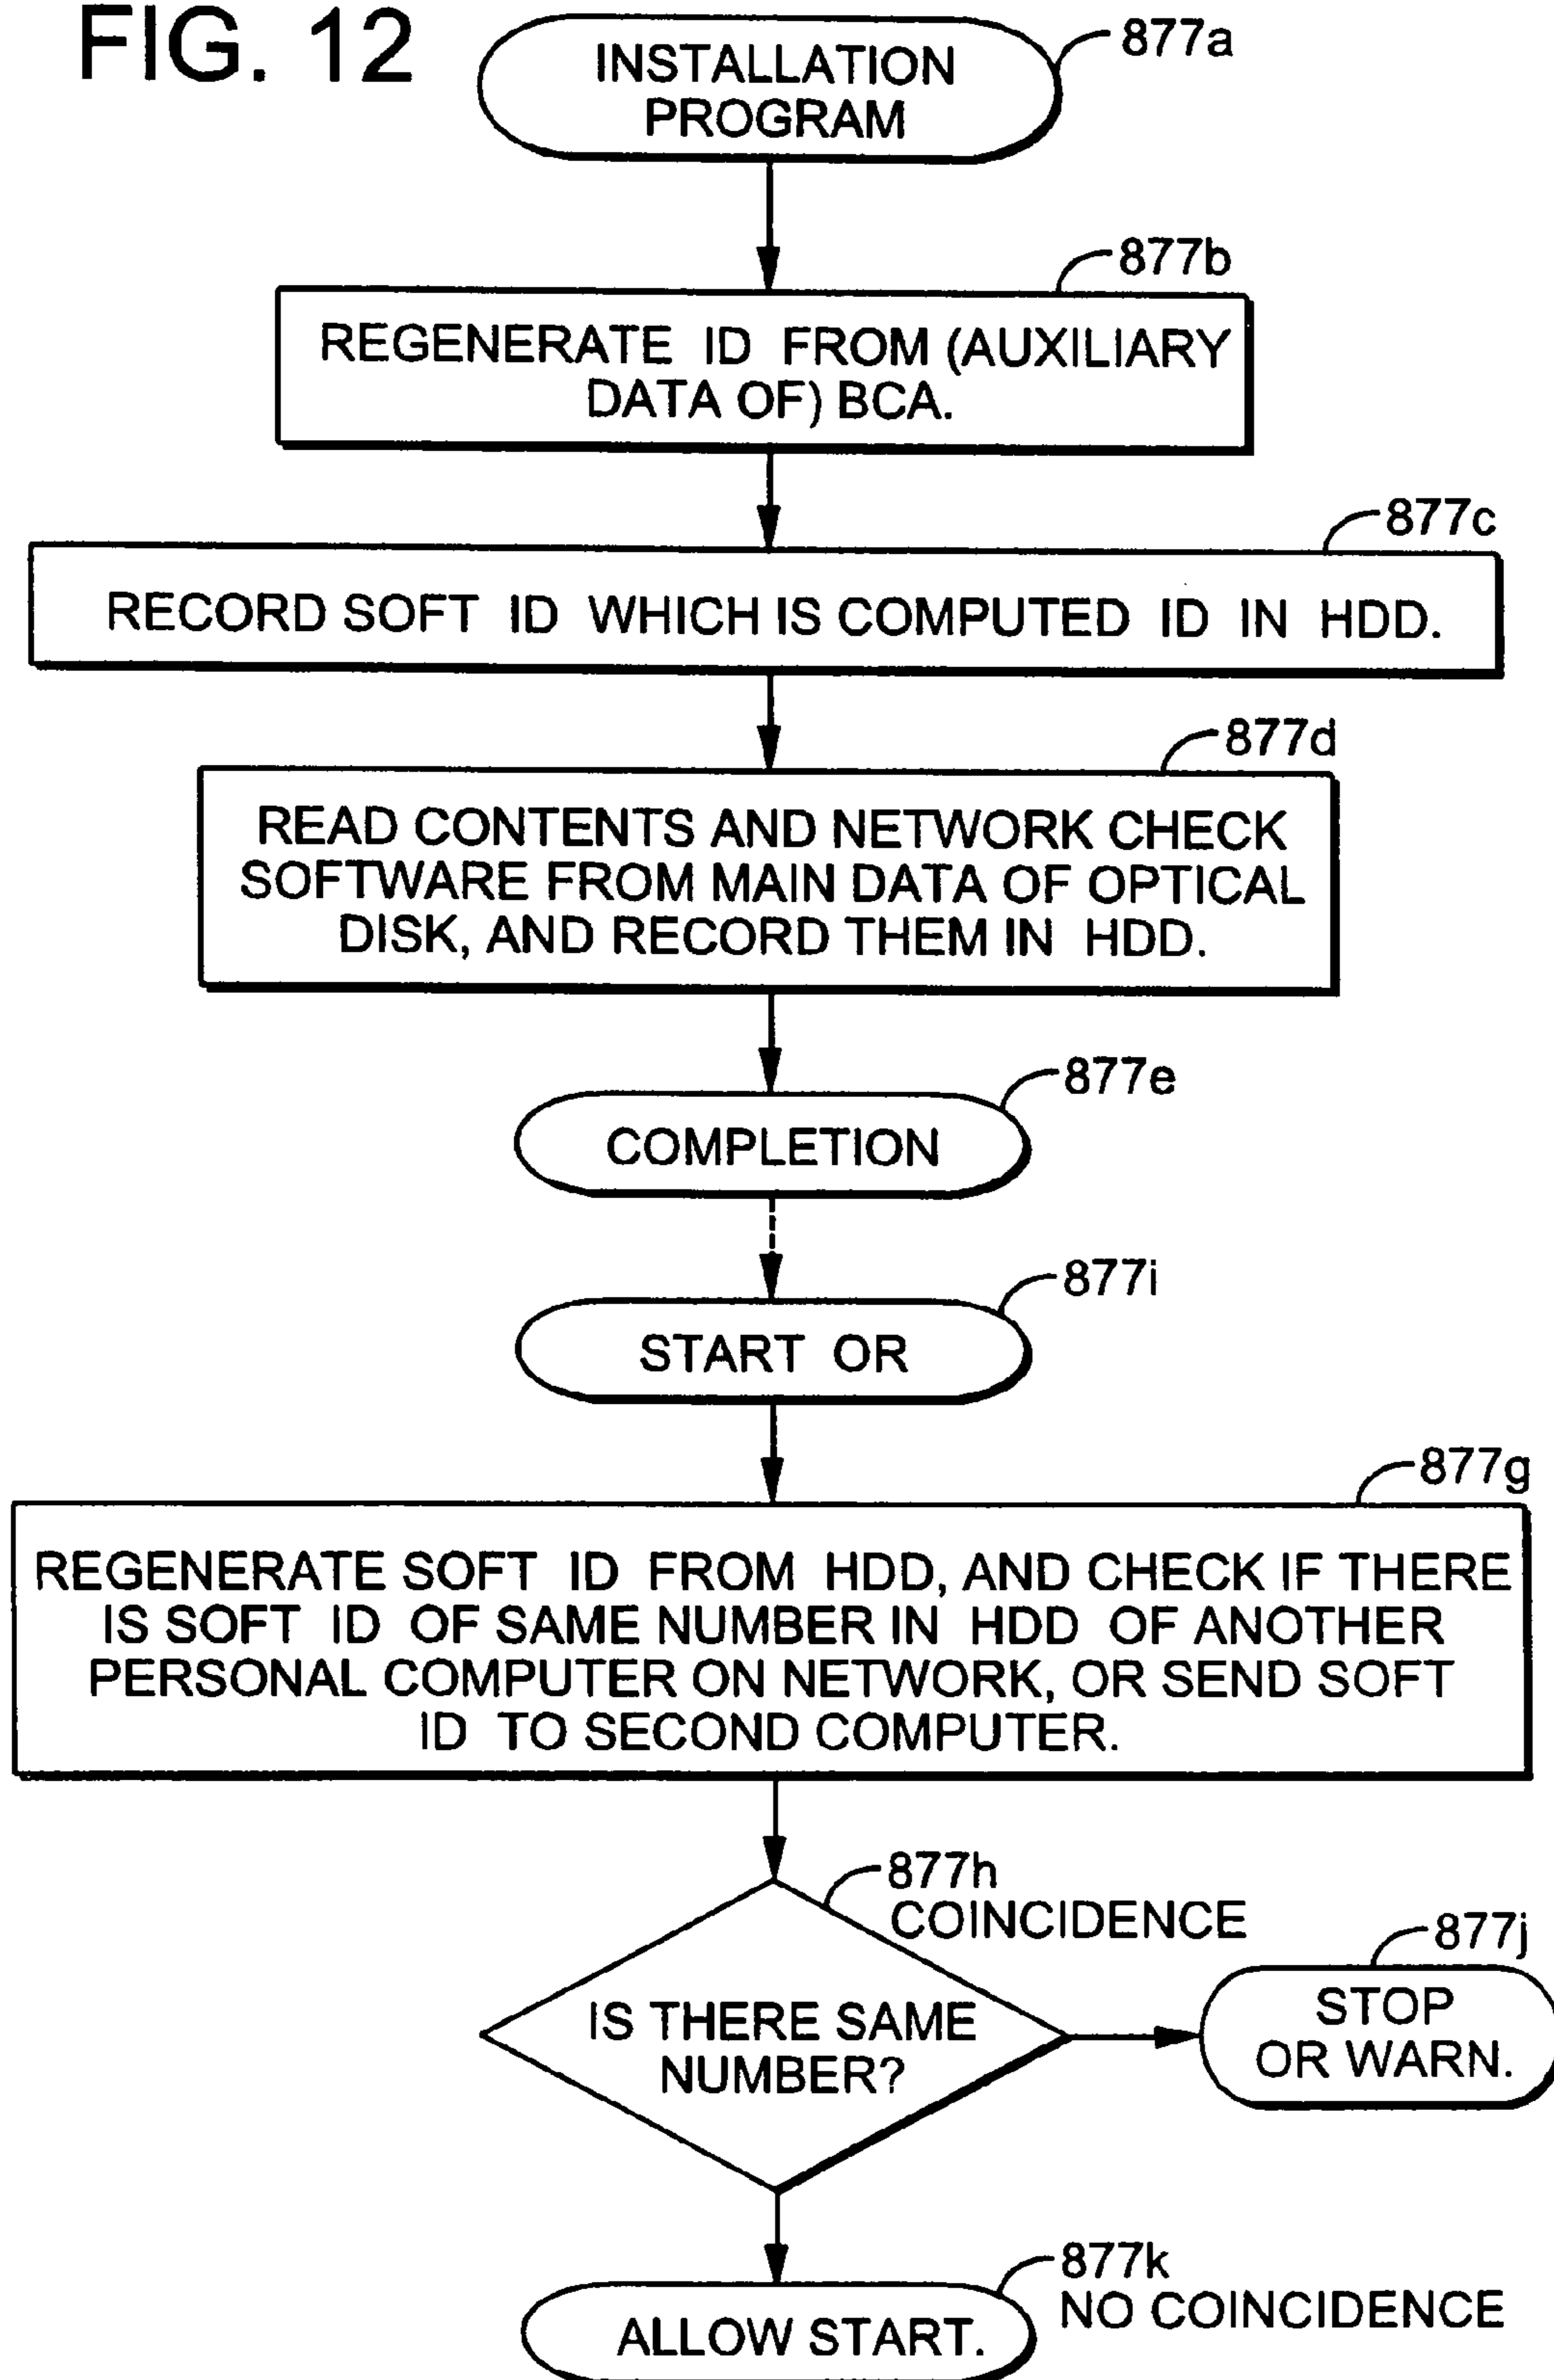 FIG. 12
877a
INSTALLATION
PROGRAM
877b
REGENERATE ID FROM (AUXILIARY
DATA OF) BCA.
877c
RECORD SOFT ID WHICH IS COMPUTED ID IN HDD.
877d
READ CONTENTS AND NETWORK CHECK
SOFTWARE FROM MAIN DATA OF OPTICAL
DISK, AND RECORD THEM IN HDD.
877e
COMPLETION
877i
START OR
877g
REGENERATE SOFT ID FROM HDD, AND CHECK IF THERE
IS SOFT ID OF SAME NUMBER IN HDD OF ANOTHER
PERSONAL COMPUTER ON NETWORK, OR SEND SOFT
ID TO SECOND COMPUTER.
877h
COINCIDENCE
877j
IS THERE SAME
NUMBER?
STOP
OR WARN.
877k
NO COINCIDENCE
ALLOW START.